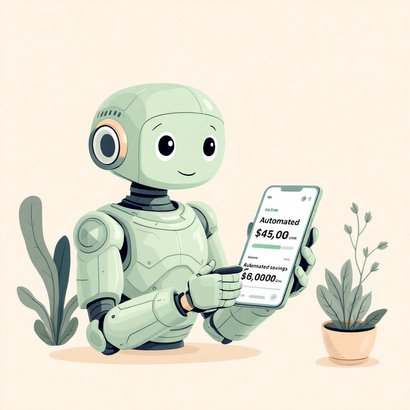 Automated
$45,00
Automated savings
$6,0000